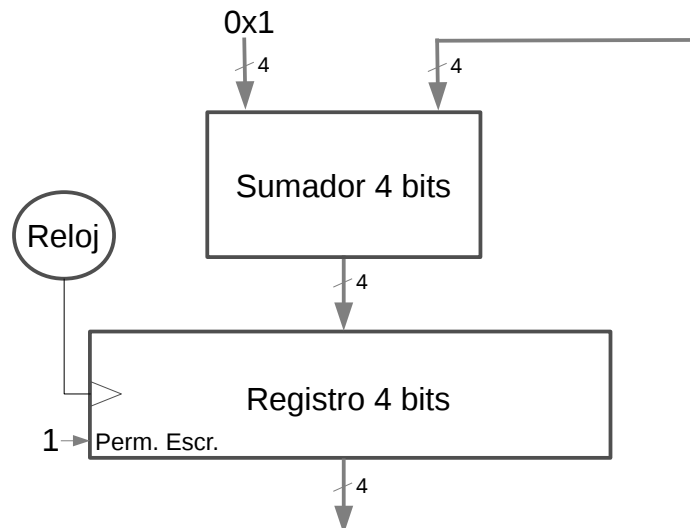 0x1
4
4
Sumador 4 bits
Reloj
4
Registro 4 bits
1
Perm. Escr.
4